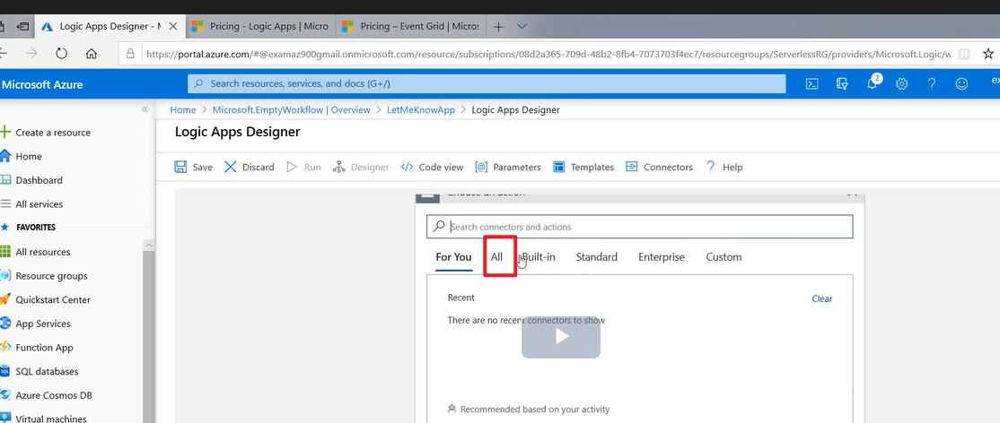 Logic Apps Designer - M
Pricing - Logic Apps | Micro
Pricing – Event Grid | Micros
https://portal.azure.com/#@examaz900gmail.onmicrosoft.com/resource/subscriptions/08d2a365-709d-48b2-8fb4-7073703f4ec7/resourcegroups/ServerlessRG/providers/Microsoft.Logic/w
Microsoft Azure
Search resources, services, and docs (G+/)
2
ex
Home > Microsoft.EmptyWorkflow | Overview > LetMeKnowApp > Logic Apps Designer
Logic Apps Designer
Save Discard Run Designer Code view Parameters Templates Connectors Help
Create a resource
Home
Dashboard
All services
FAVORITES
All resources
Resource groups
Quickstart Center
App Services
Function App
SQL databases
Azure Cosmos DB
Virtual machines
Choose an action
Search connectors and actions
For You All Built-in Standard Enterprise Custom
Recent Clear
There are no recent connectors to show
Recommended based on your activity